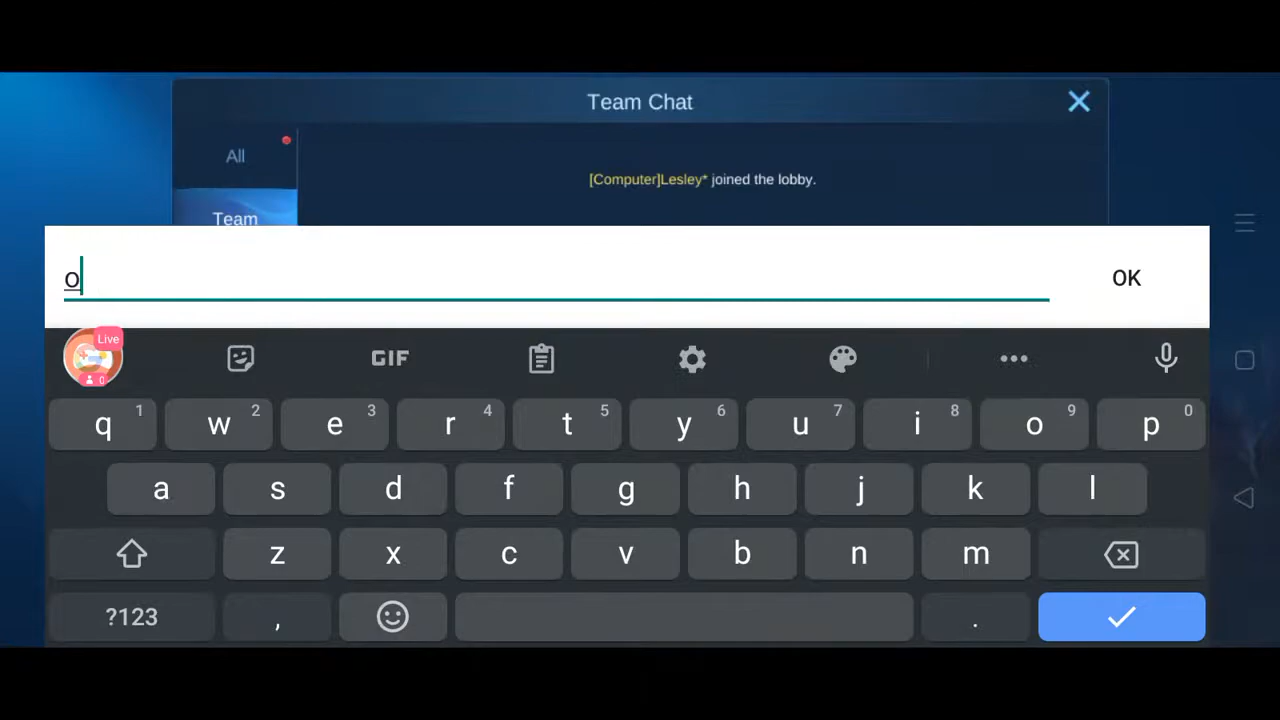 Team Chat
All
[Computer]Lesley* joined the lobby.
Team
o
OK
Live
0
GIF
q 1 w 2 e 3 r 4 t 5 y 6 u 7 i 8 o 9 p 0
a s d f g h j k l
z x c v b n m
?123 , .